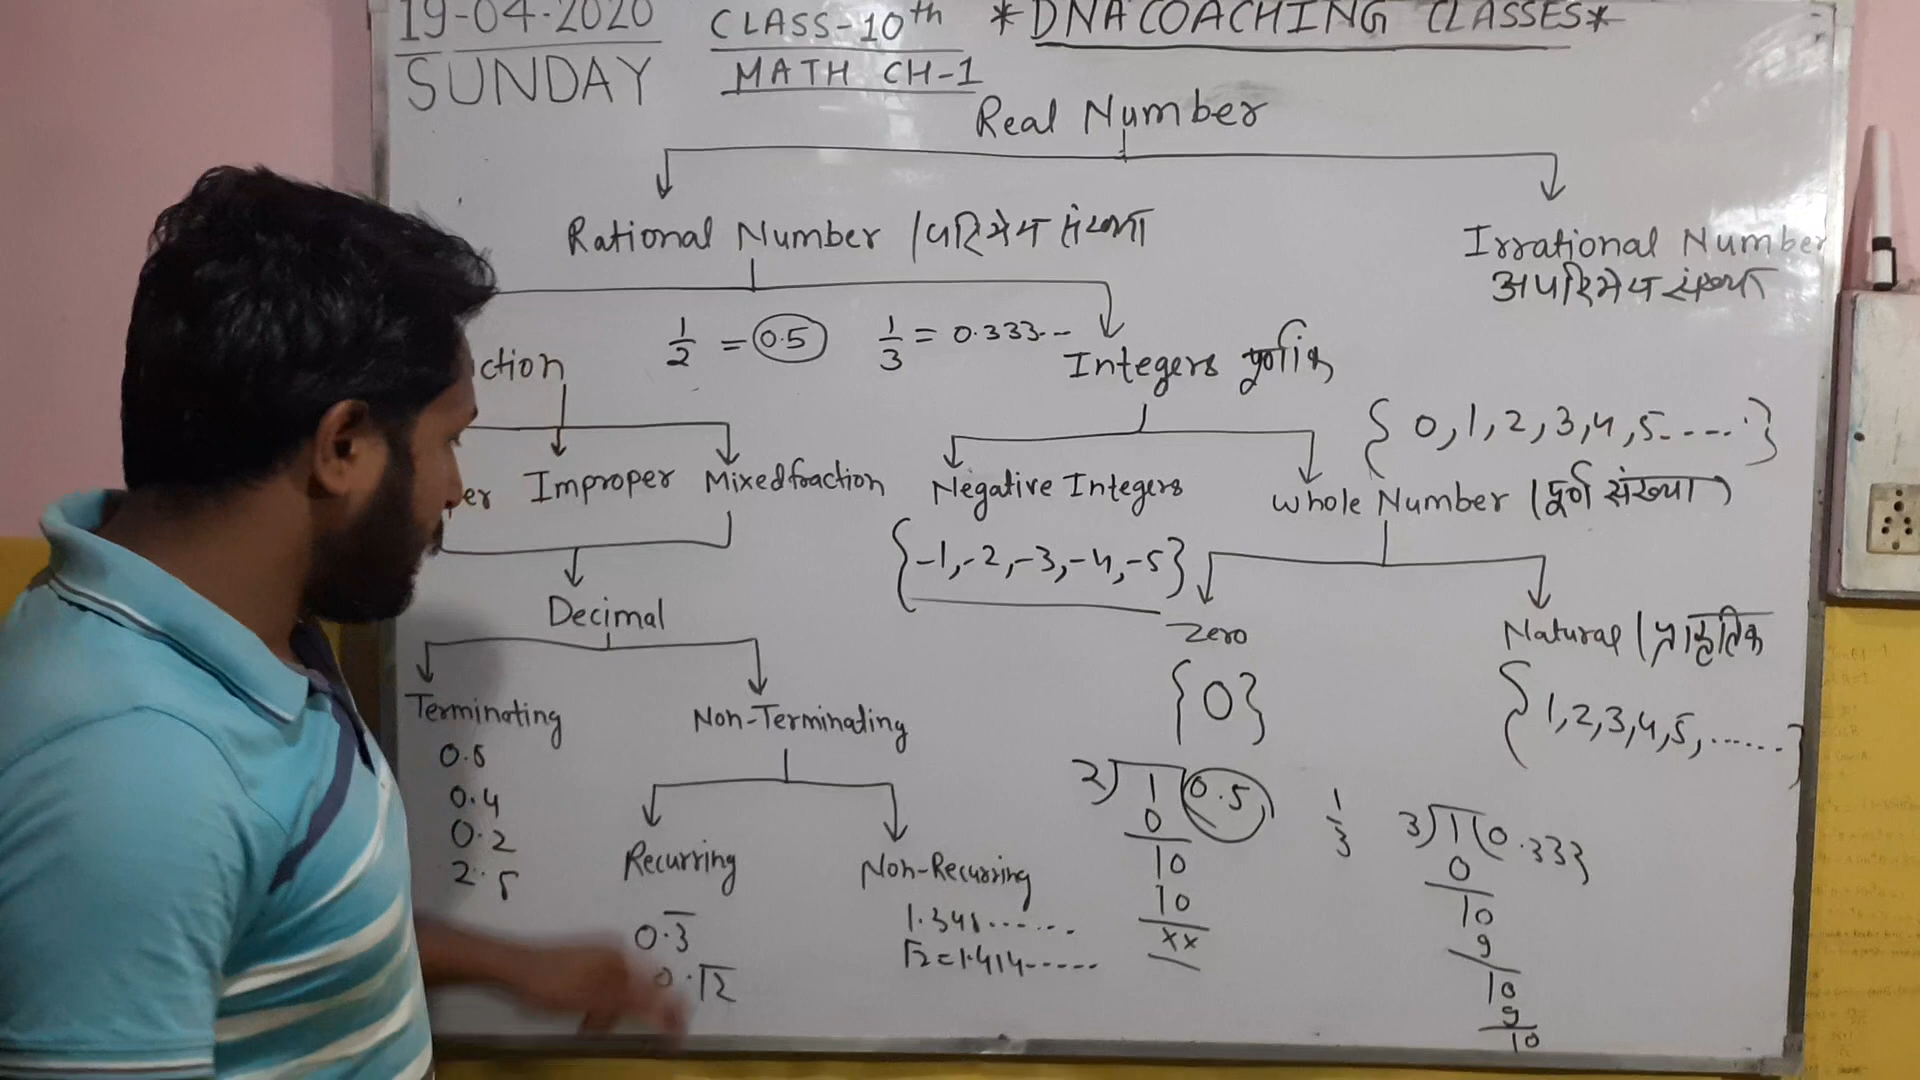 19-04-2020
SUNDAY
CLASS-10th
MATH CH-1
*DNA COACHING CLASSES*
Real Number
Rational Number / परिमेय संख्या
Irrational Number
अपरिमेय संख्या
1/2 = 0.5
1/3 = 0.333---
ction
Integers पूर्णांक
per Improper Mixed fraction
Negative Integers
{-1,-2,-3,-4,-5}
{0,1,2,3,4,5.....}
Whole Number (पूर्ण संख्या)
Decimal
Zero
{0}
Natural / प्राकृतिक
{1,2,3,4,5,......}
Terminating
0.5
0.4
0.2
2.5
Non-Terminating
Recurring
0.3̅
0.1̅2̅
Non-Recurring
1.341......
√2=1.414-----
2)1(0.5
0
10
10
xx
1/3
3)1(0.333
0
10
9
10
9
10